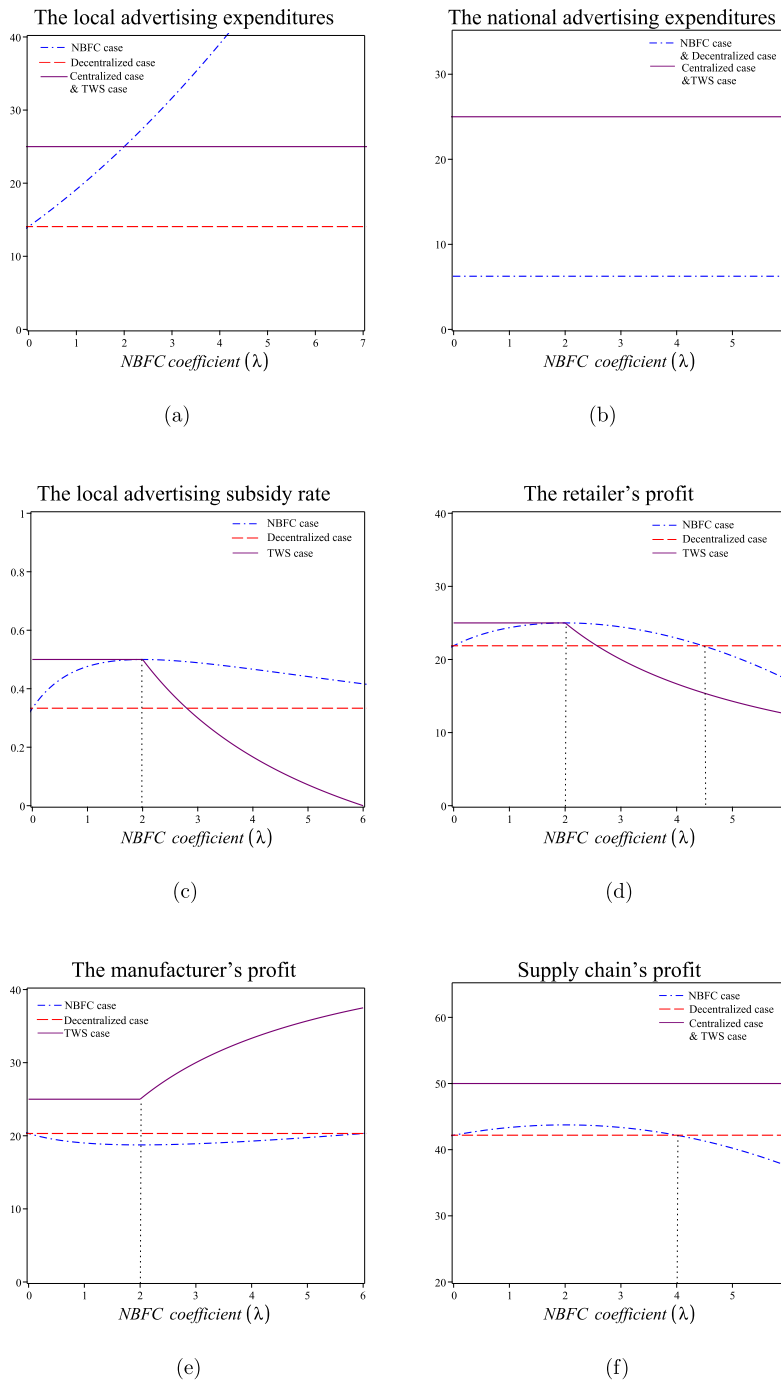 The local advertising expenditures
40
30
20
10
0
NBFC case
Decentralized case
Centralized case
& TWS case
0 1 2 3 4 5 6 7
NBFC coefficient (λ)
(a)
The national advertising expenditures
30
20
10
0
NBFC case
& Decentralized case
Centralized case
&TWS case
0 1 2 3 4 5
NBFC coefficient (λ)
(b)
The local advertising subsidy rate
1
0.8
0.6
0.4
0.2
0
NBFC case
Decentralized case
TWS case
0 1 2 3 4 5 6
NBFC coefficient (λ)
(c)
The retailer's profit
40
30
20
10
0
NBFC case
Decentralized case
TWS case
0 1 2 3 4 5
NBFC coefficient (λ)
(d)
The manufacturer's profit
40
30
20
10
0
NBFC case
Decentralized case
TWS case
0 1 2 3 4 5 6
NBFC coefficient (λ)
(e)
Supply chain's profit
60
50
40
30
20
NBFC case
Decentralized case
Centralized case
& TWS case
0 1 2 3 4 5
NBFC coefficient (λ)
(f)